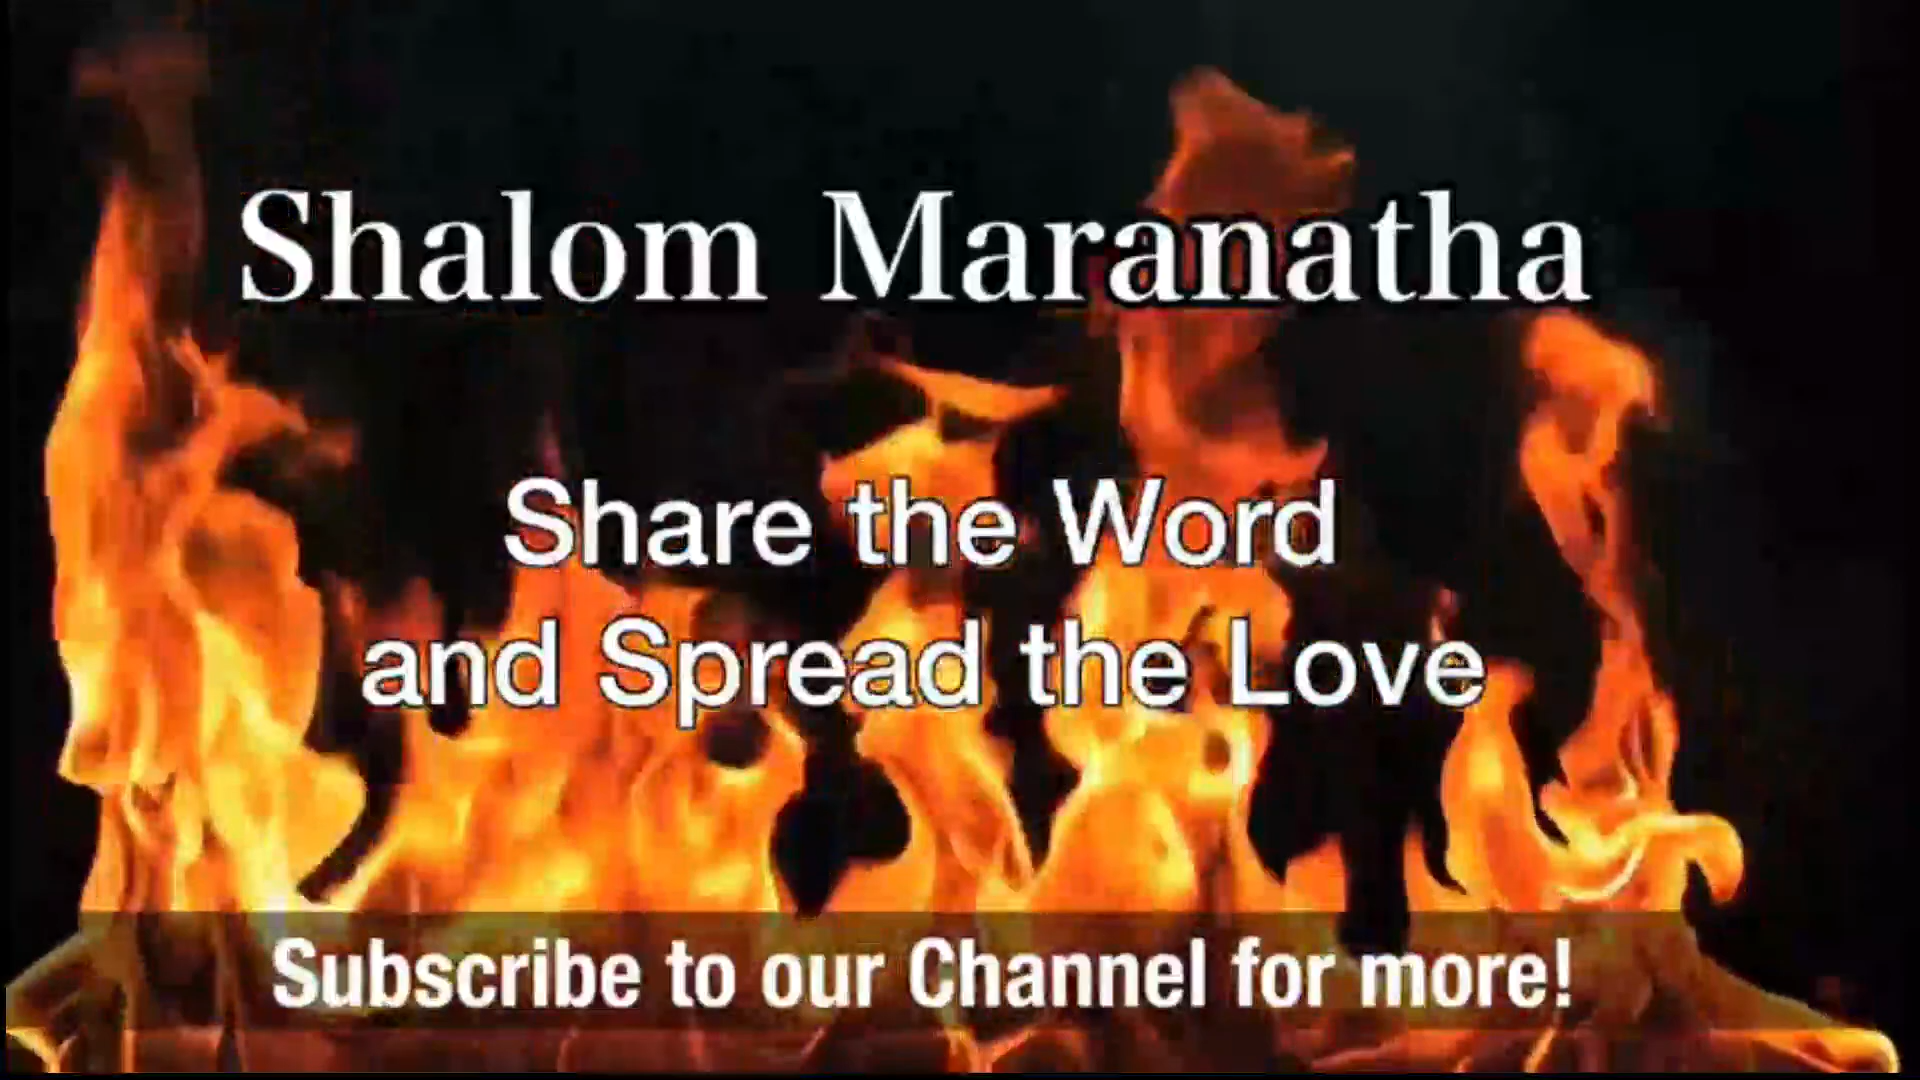 Shalom Maranatha
Share the Word
and Spread the Love
Subscribe to our Channel for more!